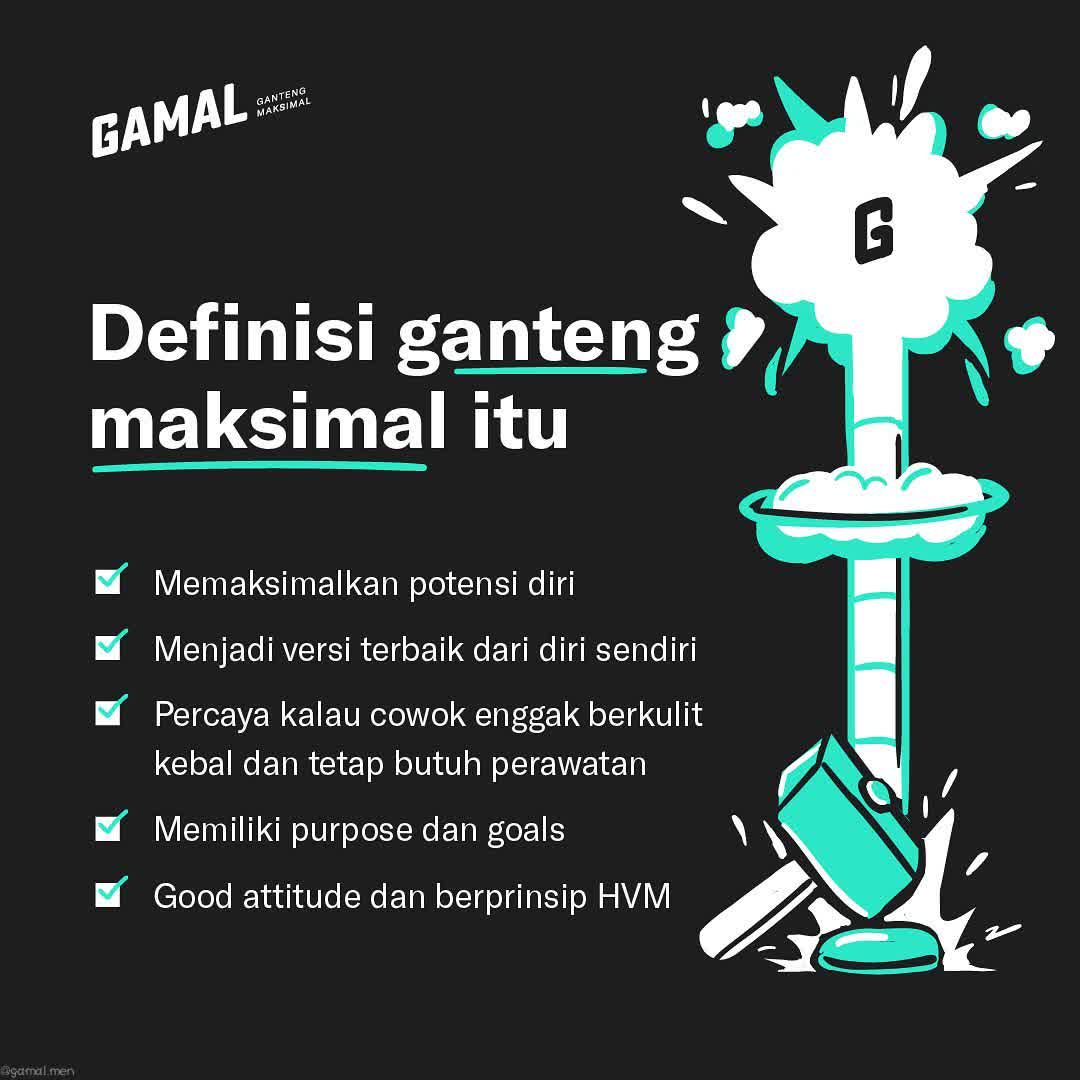 GAMAL
GANTENG
MAKSIMAL
G
Definisi ganteng
maksimal itu
Memaksimalkan potensi diri
Menjadi versi terbaik dari diri sendiri
Percaya kalau cowok enggak berkulit
kebal dan tetap butuh perawatan
Memiliki purpose dan goals
Good attitude dan berprinsip HVM
@gamal.men